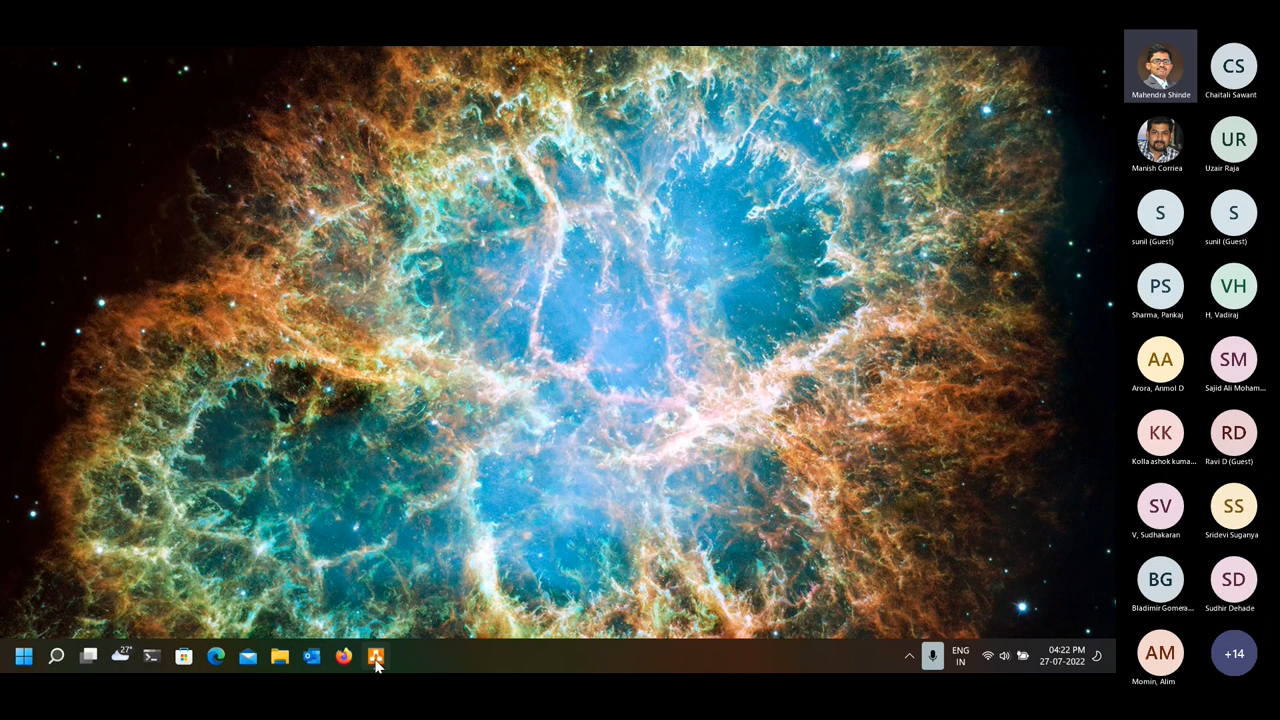 Mahendra Shinde
CS
Chaitali Sawant
Manish Corriea
UR
Uzair Raja
S
sunil (Guest)
S
sunil (Guest)
PS
Sharma, Pankaj
VH
H, Vadiraj
AA
Arora, Anmol D
SM
Sajid Ali Moham...
KK
Kolla ashok kuma...
RD
Ravi D (Guest)
SV
V, Sudhakaran
SS
Sridevi Suganya
BG
Bladimir Gomera...
SD
Sudhir Dehade
AM
Momin, Alim
+14
27°
ENG
IN
04:22 PM
27-07-2022